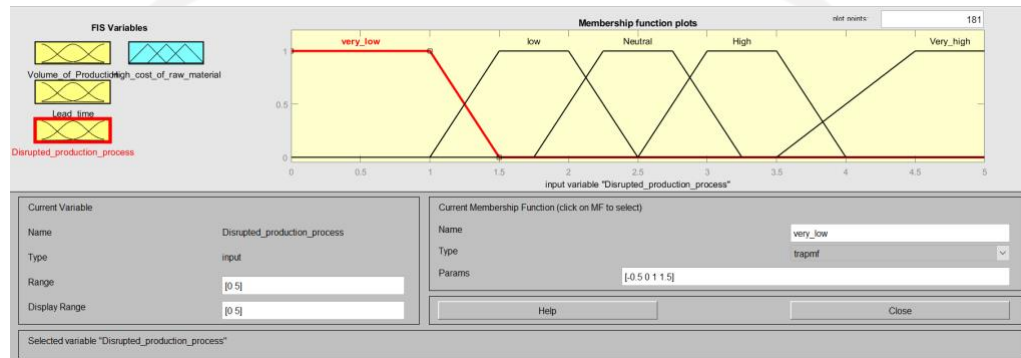 FIS Variables
Membership function plots
plot points:
181
Volume_of_Production
High_cost_of_raw_material
Lead_time
Disrupted_production_process
very_low
low
Neutral
High
Very_high
1
0.5
0
0 0.5 1 1.5 2 2.5 3 3.5 4 4.5 5
input variable "Disrupted_production_process"
Current Variable
Name Disrupted_production_process
Type input
Range [0 5]
Display Range [0 5]
Current Membership Function (click on MF to select)
Name very_low
Type trapmf
Params [-0.5 0 1 1.5]
Help Close
Selected variable "Disrupted_production_process"